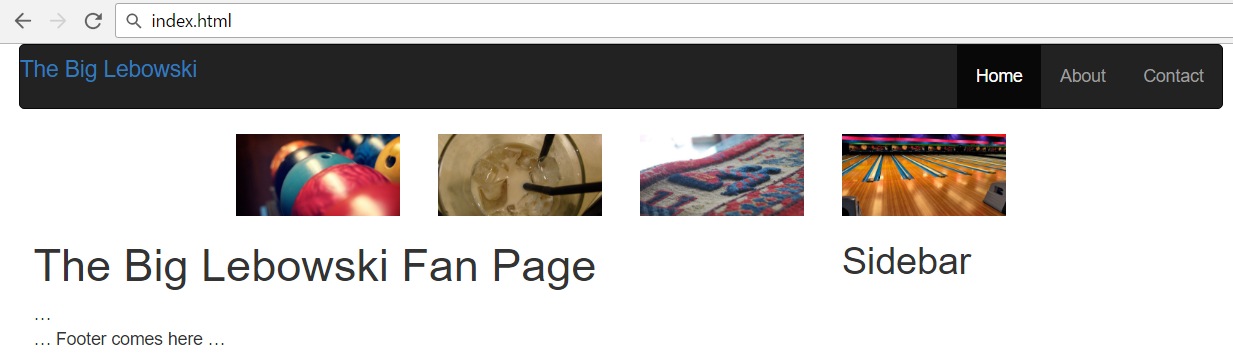 index.html
The Big Lebowski Home About Contact
The Big Lebowski Fan Page Sidebar
…
… Footer comes here …